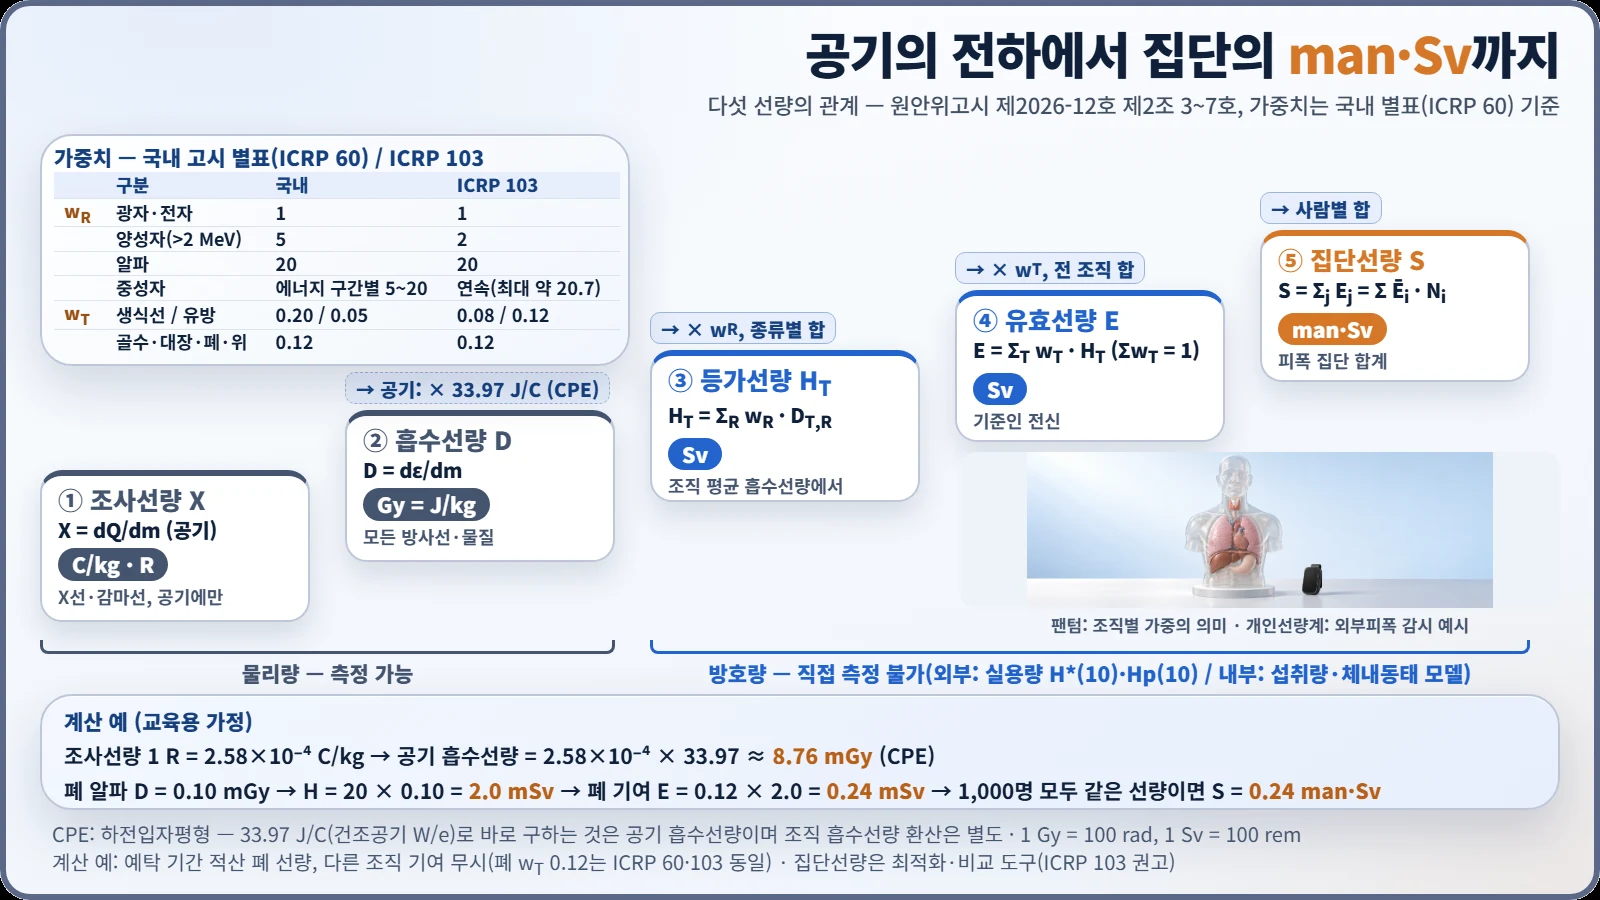 공기의 전하에서 집단의 man·Sv까지
다섯 선량의 관계 — 원안위고시 제2026-12호 제2조 3~7호, 가중치는 국내 별표(ICRP 60) 기준
가중치 — 국내 고시 별표(ICRP 60) / ICRP 103
구분 국내 ICRP 103
wR 광자·전자 1 1
양성자(>2 MeV) 5 2
알파 20 20
중성자 에너지 구간별 5~20 연속(최대 약 20.7)
wT 생식선 / 유방 0.20 / 0.05 0.08 / 0.12
골수·대장·폐·위 0.12 0.12
① 조사선량 X
X = dQ/dm (공기)
C/kg · R
X선·감마선, 공기에만
→ 공기: × 33.97 J/C (CPE)
② 흡수선량 D
D = dε/dm
Gy = J/kg
모든 방사선·물질
→ × wR, 종류별 합
③ 등가선량 HT
HT = ΣR wR · DT,R
Sv
조직 평균 흡수선량에서
→ × wT, 전 조직 합
④ 유효선량 E
E = ΣT wT · HT (ΣwT = 1)
Sv
기준인 전신
→ 사람별 합
⑤ 집단선량 S
S = Σj Ej = Σ Ēi · Ni
man·Sv
피폭 집단 합계
팬텀: 조직별 가중의 의미 · 개인선량계: 외부피폭 감시 예시
물리량 — 측정 가능
방호량 — 직접 측정 불가(외부: 실용량 H*(10)·Hp(10) / 내부: 섭취량·체내동태 모델)
계산 예 (교육용 가정)
조사선량 1 R = 2.58×10⁻⁴ C/kg → 공기 흡수선량 = 2.58×10⁻⁴ × 33.97 ≈ 8.76 mGy (CPE)
폐 알파 D = 0.10 mGy → H = 20 × 0.10 = 2.0 mSv → 폐 기여 E = 0.12 × 2.0 = 0.24 mSv → 1,000명 모두 같은 선량이면 S = 0.24 man·Sv
CPE: 하전입자평형 — 33.97 J/C(건조공기 W/e)로 바로 구하는 것은 공기 흡수선량이며 조직 흡수선량 환산은 별도 · 1 Gy = 100 rad, 1 Sv = 100 rem
계산 예: 예탁 기간 적산 폐 선량, 다른 조직 기여 무시(폐 wT 0.12는 ICRP 60·103 동일) · 집단선량은 최적화·비교 도구(ICRP 103 권고)